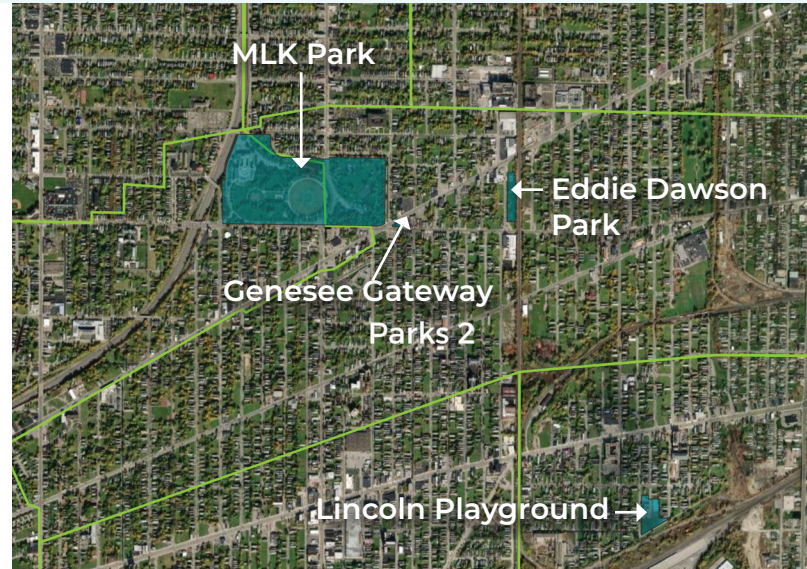 MLK Park
Eddie Dawson
Park
Genesee Gateway
Parks 2
Lincoln Playground